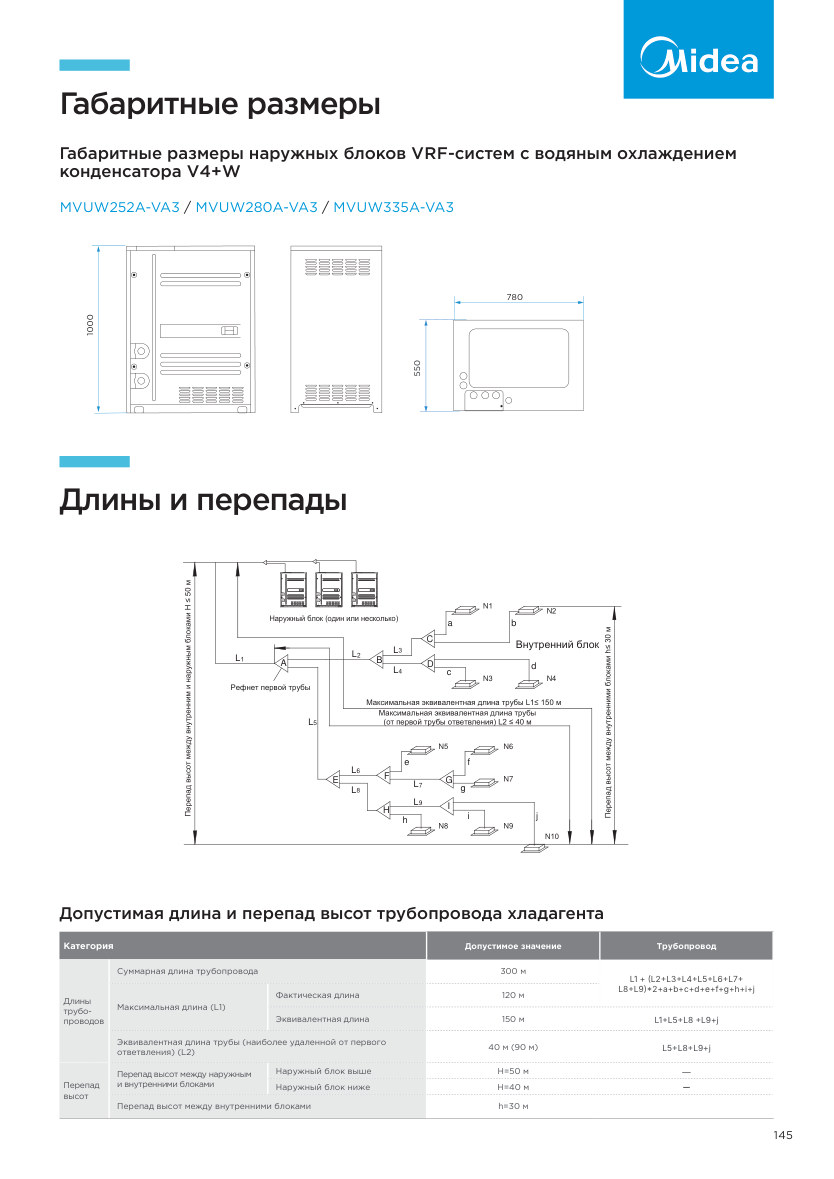 Midea
Габаритные размеры
Габаритные размеры наружных блоков VRF-систем с водяным охлаждением
конденсатора V4+W
MVUW252A-VA3 / MVUW280A-VA3 / MVUW335A-VA3
1000
780
550
Длины и перепады
Перепад высот между внутренним и наружным блоками H ≤ 50 м
Наружный блок (один или несколько)
N1
N2
a
b
C
L3
Внутренний блок
L1
L2
A
B
L4
D
c
d
Рефнет первой трубы
N3
N4
Максимальная эквивалентная длина трубы L1≤ 150 м
Максимальная эквивалентная длина трубы
(от первой трубы ответвления) L2 ≤ 40 м
L5
Перепад высот между внутренними блоками h≤ 30 м
N5
N6
e
f
L6
F
E
L7
G
N7
L8
g
L9
I
H
h
i
j
N8
N9
N10
Допустимая длина и перепад высот трубопровода хладагента
Категория
Допустимое значение
Трубопровод
Длины
трубо-
проводов
Суммарная длина трубопровода
300 м
L1 + (L2+L3+L4+L5+L6+L7+
L8+L9)*2+a+b+c+d+e+f+g+h+i+j
Максимальная длина (L1)
Фактическая длина
120 м
Эквивалентная длина
150 м
L1+L5+L8 +L9+j
Эквивалентная длина трубы (наиболее удаленной от первого
ответвления) (L2)
40 м (90 м)
L5+L8+L9+j
Перепад
высот
Перепад высот между наружным
и внутренними блоками
Наружный блок выше
H=50 м
—
Наружный блок ниже
H=40 м
—
Перепад высот между внутренними блоками
h=30 м
145